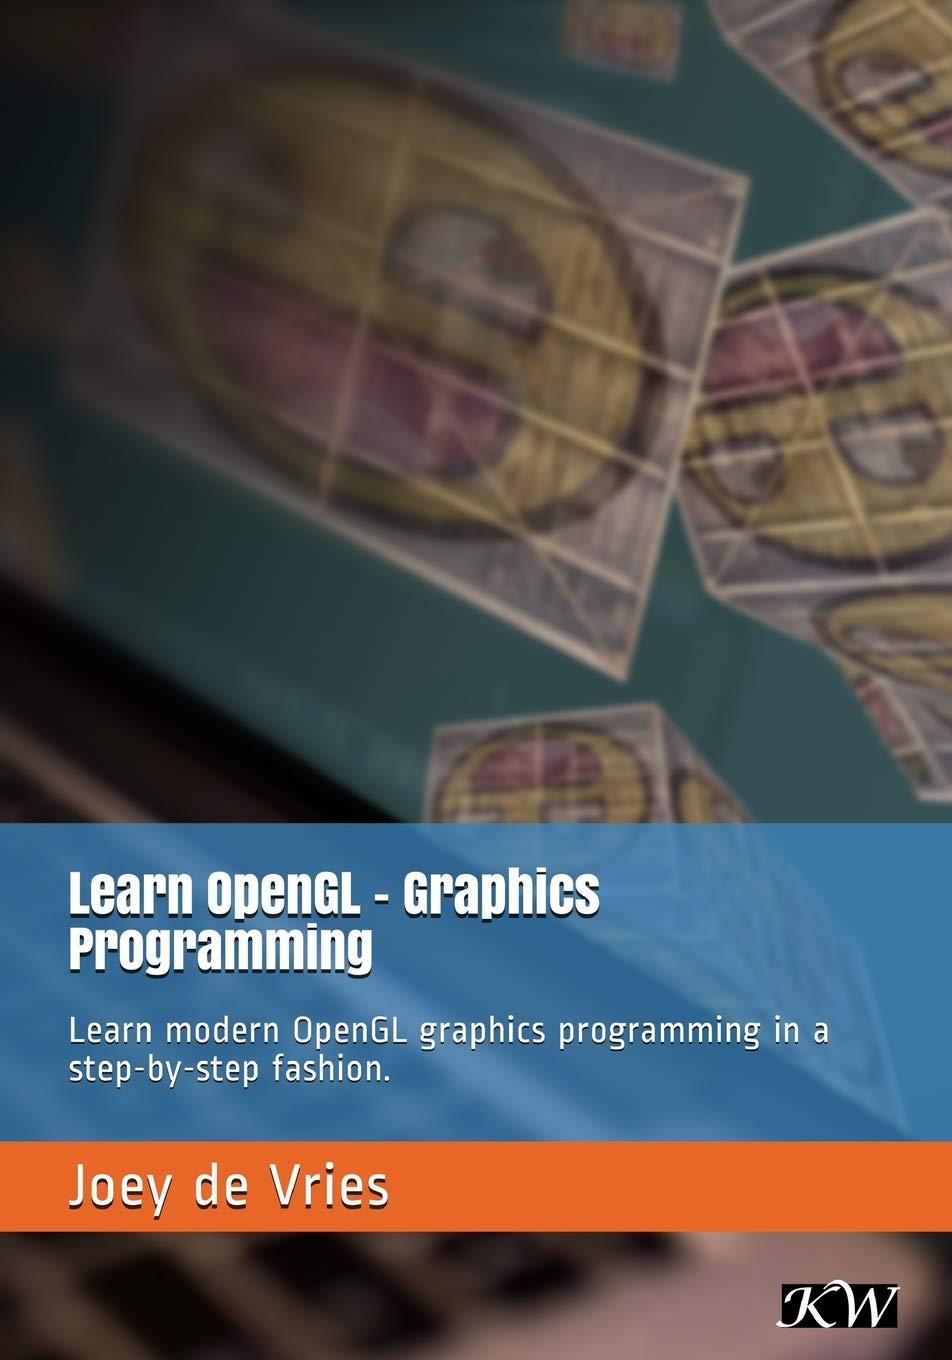 Learn OpenGL - Graphics
Programming
Learn modern OpenGL graphics programming in a
step-by-step fashion.
Joey de Vries
KW